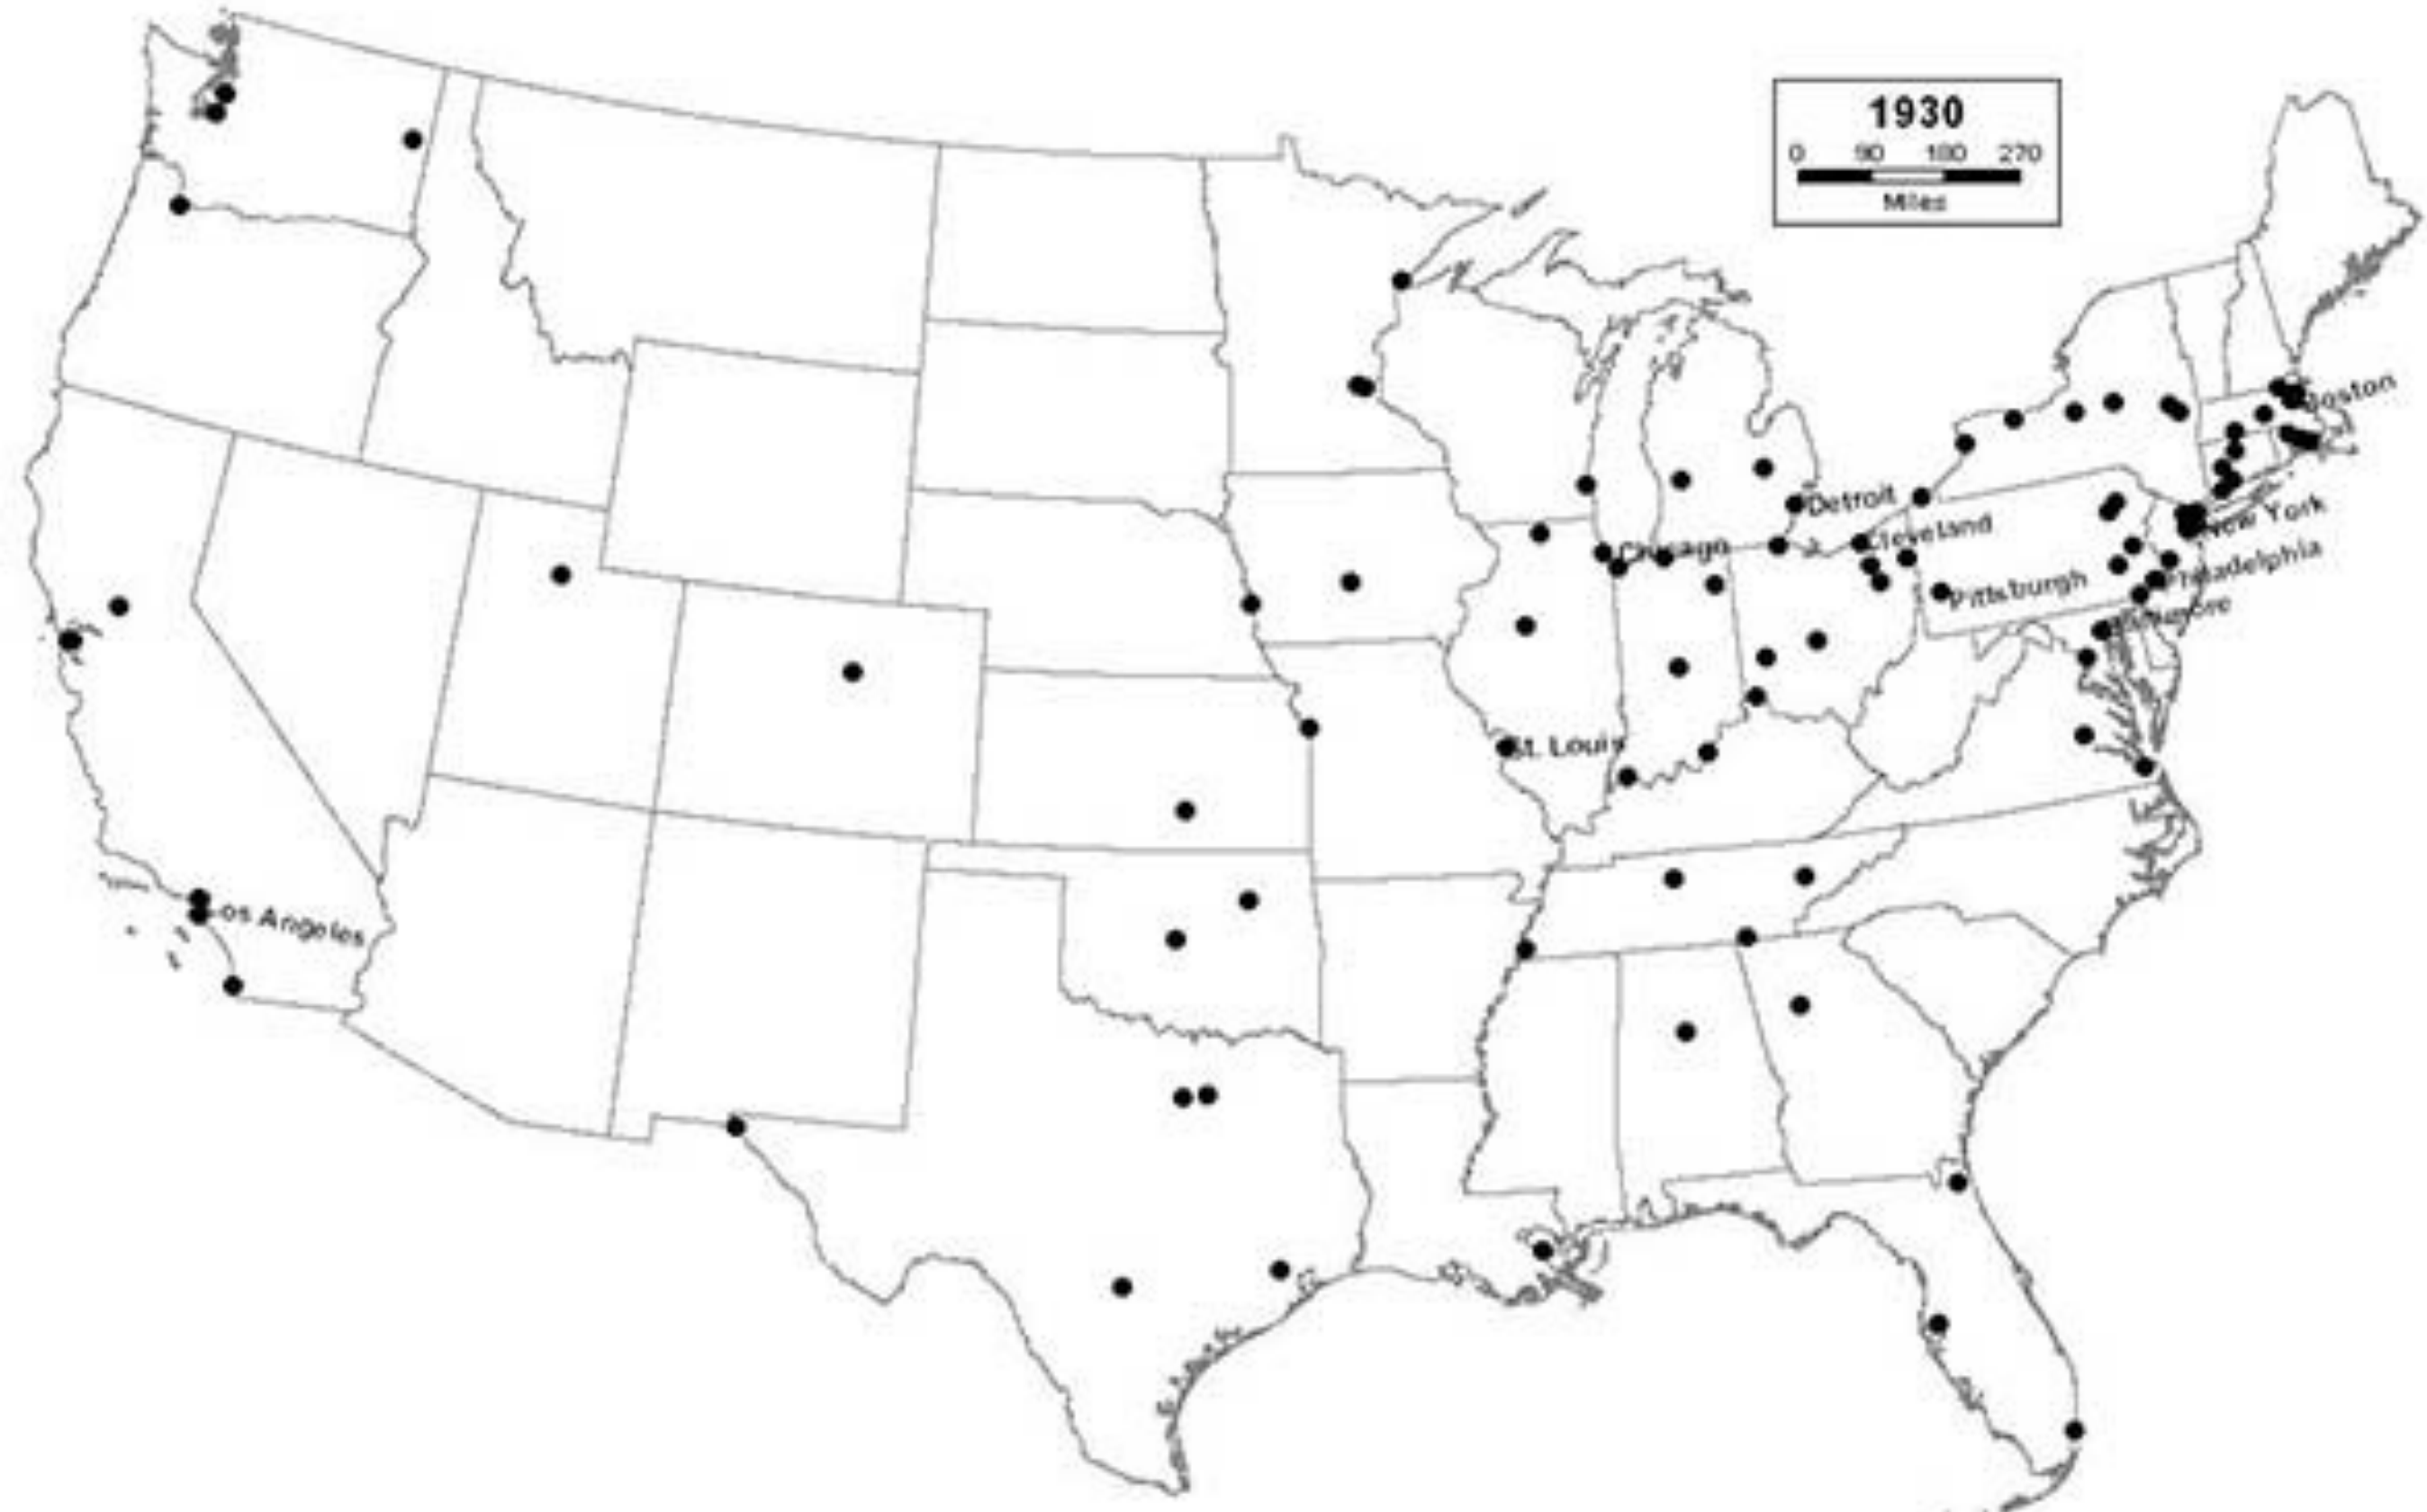 1930
0 90 180 270
Miles
Boston
Detroit
New York
Cleveland
Chicago
Philadelphia
Pittsburgh
St. Louis
Los Angeles